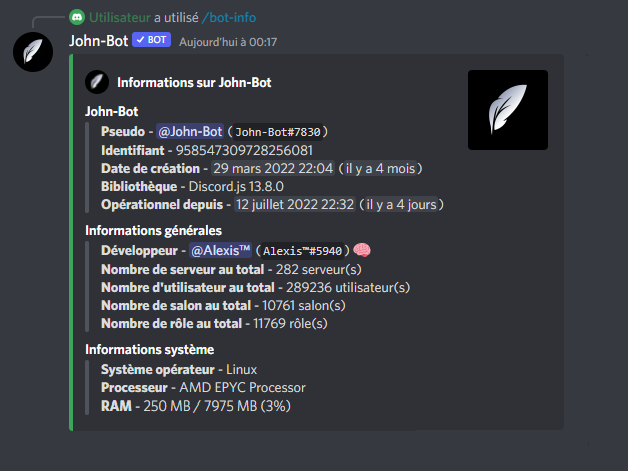 Utilisateur a utilisé /bot-info
John-Bot ✓ BOT Aujourd'hui à 00:17
Informations sur John-Bot
John-Bot
Pseudo - @John-Bot (John-Bot#7830)
Identifiant - 958547309728256081
Date de création - 29 mars 2022 22:04 (il y a 4 mois)
Bibliothèque - Discord.js 13.8.0
Opérationnel depuis - 12 juillet 2022 22:32 (il y a 4 jours)
Informations générales
Développeur - @Alexis™ (Alexis™#5940) 🧠
Nombre de serveur au total - 282 serveur(s)
Nombre d'utilisateur au total - 289236 utilisateur(s)
Nombre de salon au total - 10761 salon(s)
Nombre de rôle au total - 11769 rôle(s)
Informations système
Système opérateur - Linux
Processeur - AMD EPYC Processor
RAM - 250 MB / 7975 MB (3%)